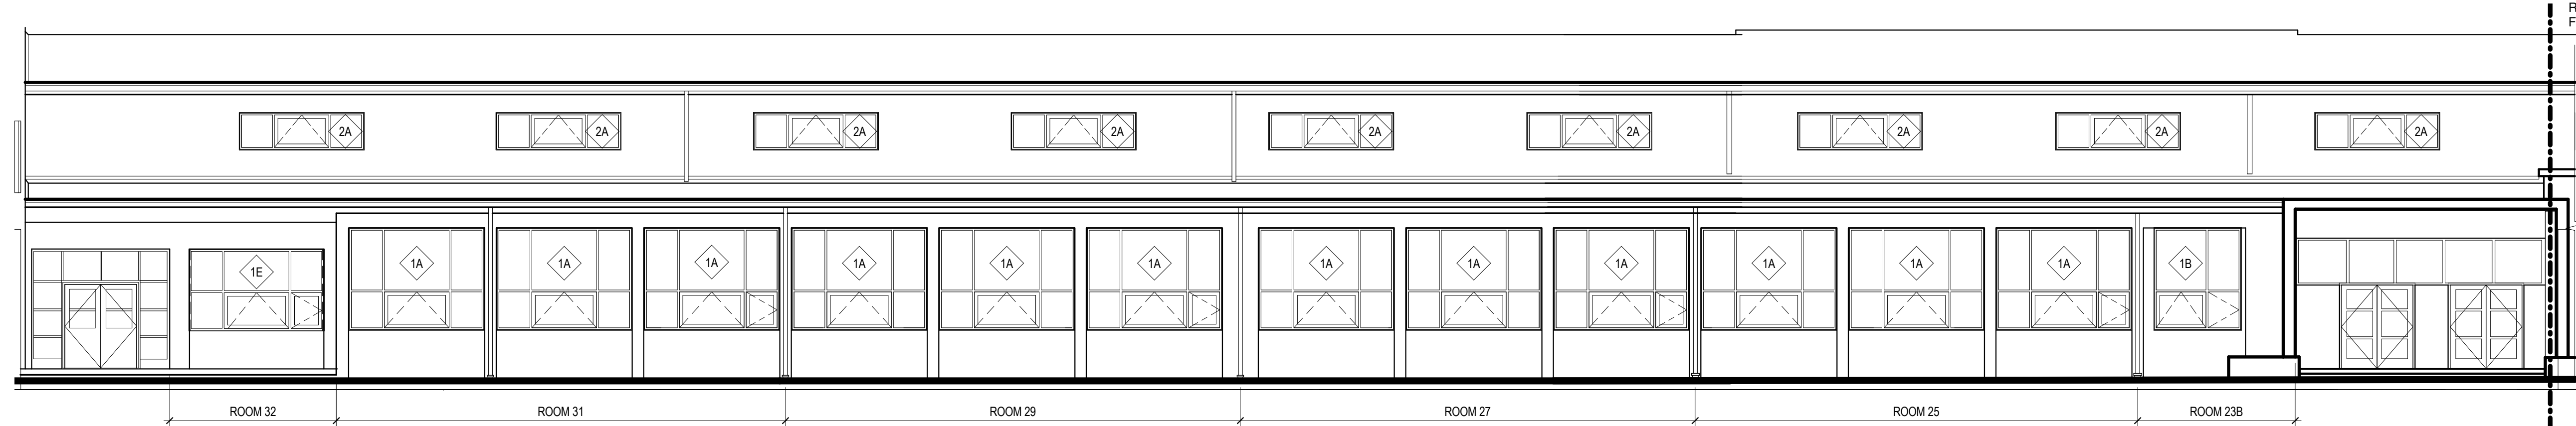 R
F
2A 2A 2A 2A 2A 2A 2A 2A 2A
1E 1A 1A 1A 1A 1A 1A 1A 1A 1A 1A 1A 1A 1B
ROOM 32 ROOM 31 ROOM 29 ROOM 27 ROOM 25 ROOM 23B